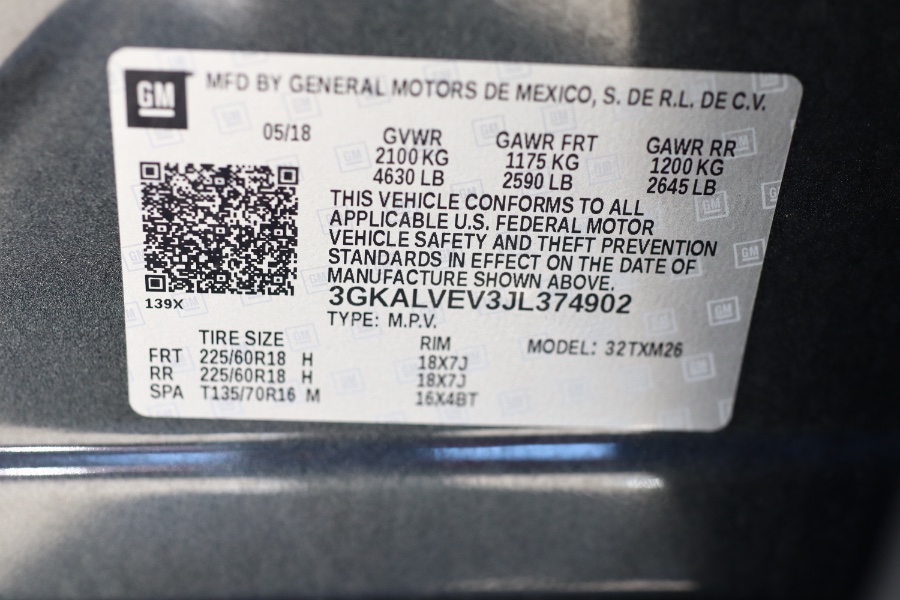 GM
MFD BY GENERAL MOTORS DE MEXICO, S. DE R.L. DE C.V.
05/18 GVWR GAWR FRT GAWR RR
2100 KG 1175 KG 1200 KG
4630 LB 2590 LB 2645 LB
THIS VEHICLE CONFORMS TO ALL
APPLICABLE U.S. FEDERAL MOTOR
VEHICLE SAFETY AND THEFT PREVENTION
STANDARDS IN EFFECT ON THE DATE OF
MANUFACTURE SHOWN ABOVE.
139X
3GKALVEV3JL374902
TYPE: M.P.V.
TIRE SIZE RIM MODEL: 32TXM26
FRT 225/60R18 H 18X7J
RR 225/60R18 H 18X7J
SPA T135/70R16 M 16X4BT